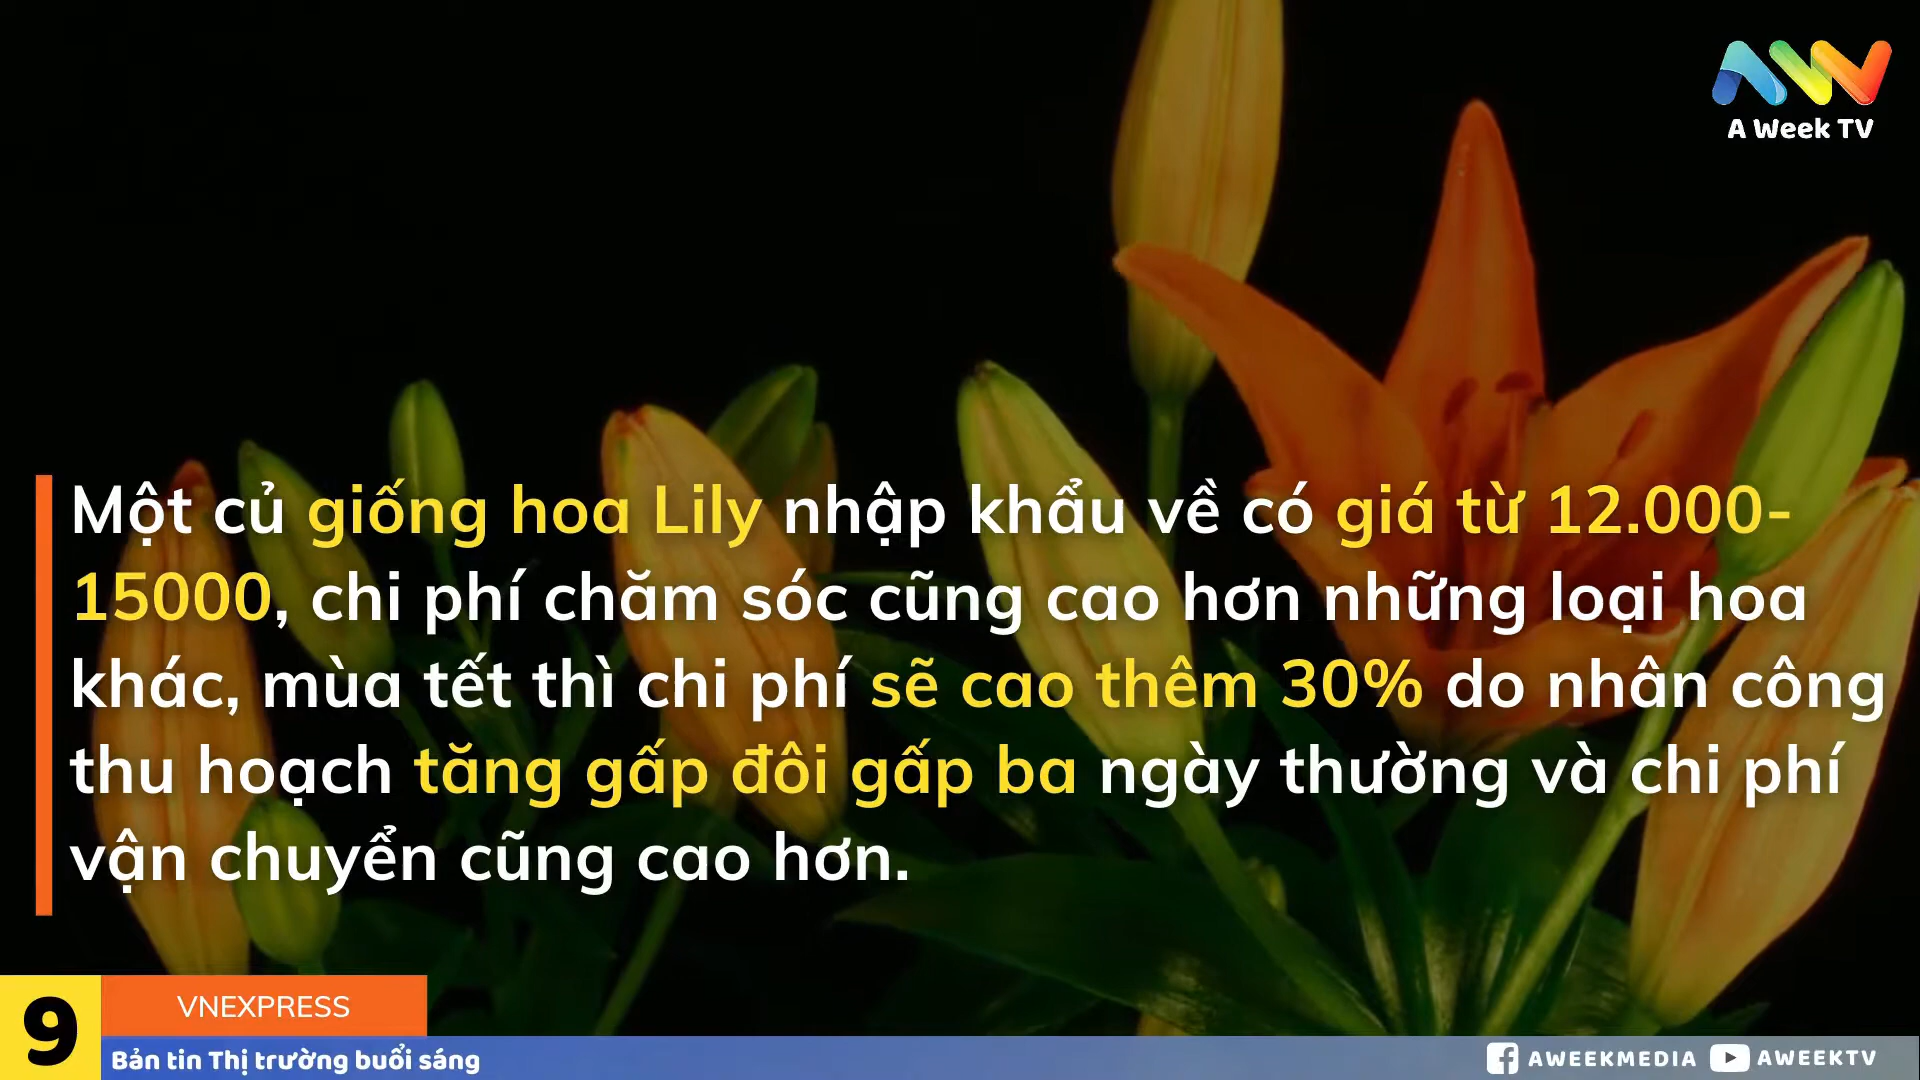 A Week TV
Một củ giống hoa Lily nhập khẩu về có giá từ 12.000-
15000, chi phí chăm sóc cũng cao hơn những loại hoa
khác, mùa tết thì chi phí sẽ cao thêm 30% do nhân công
thu hoạch tăng gấp đôi gấp ba ngày thường và chi phí
vận chuyển cũng cao hơn.
9
VNEXPRESS
Bản tin Thị trường buổi sáng
AWEEKMEDIA AWEEKTV